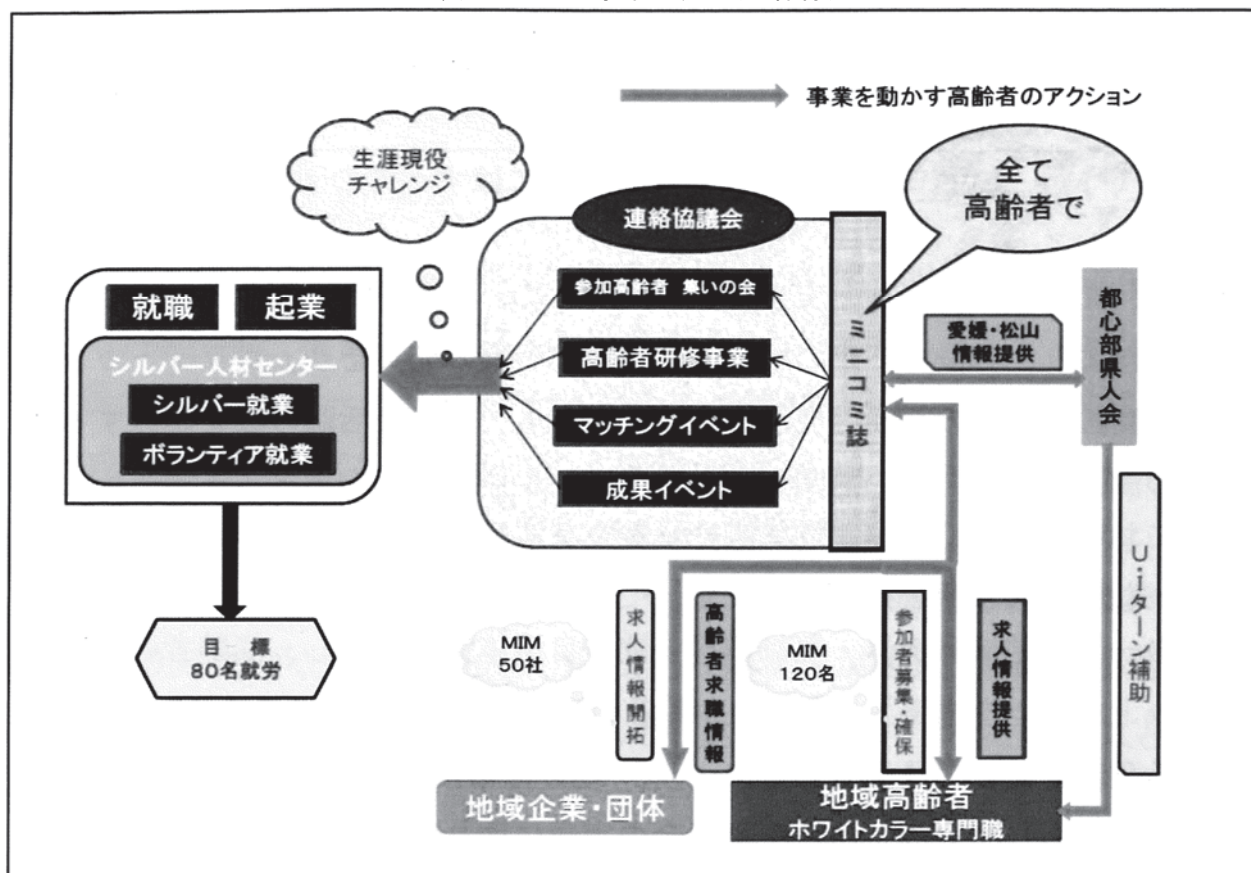 事業を動かす高齢者のアクション
生涯現役
チャレンジ
全て
高齢者で
連絡協議会
参加高齢者 集いの会
高齢者研修事業
マッチングイベント
成果イベント
ミニコミ誌
愛媛・松山
情報提供
都心部県人会
就職
起業
シルバー人材センター
シルバー就業
ボランティア就業
目 標
80名就労
MIM
50社
求人情報開拓
高齢者求職情報
MIM
120名
参加者募集・確保
求人情報提供
U・Iターン補助
地域企業・団体
地域高齢者
ホワイトカラー専門職